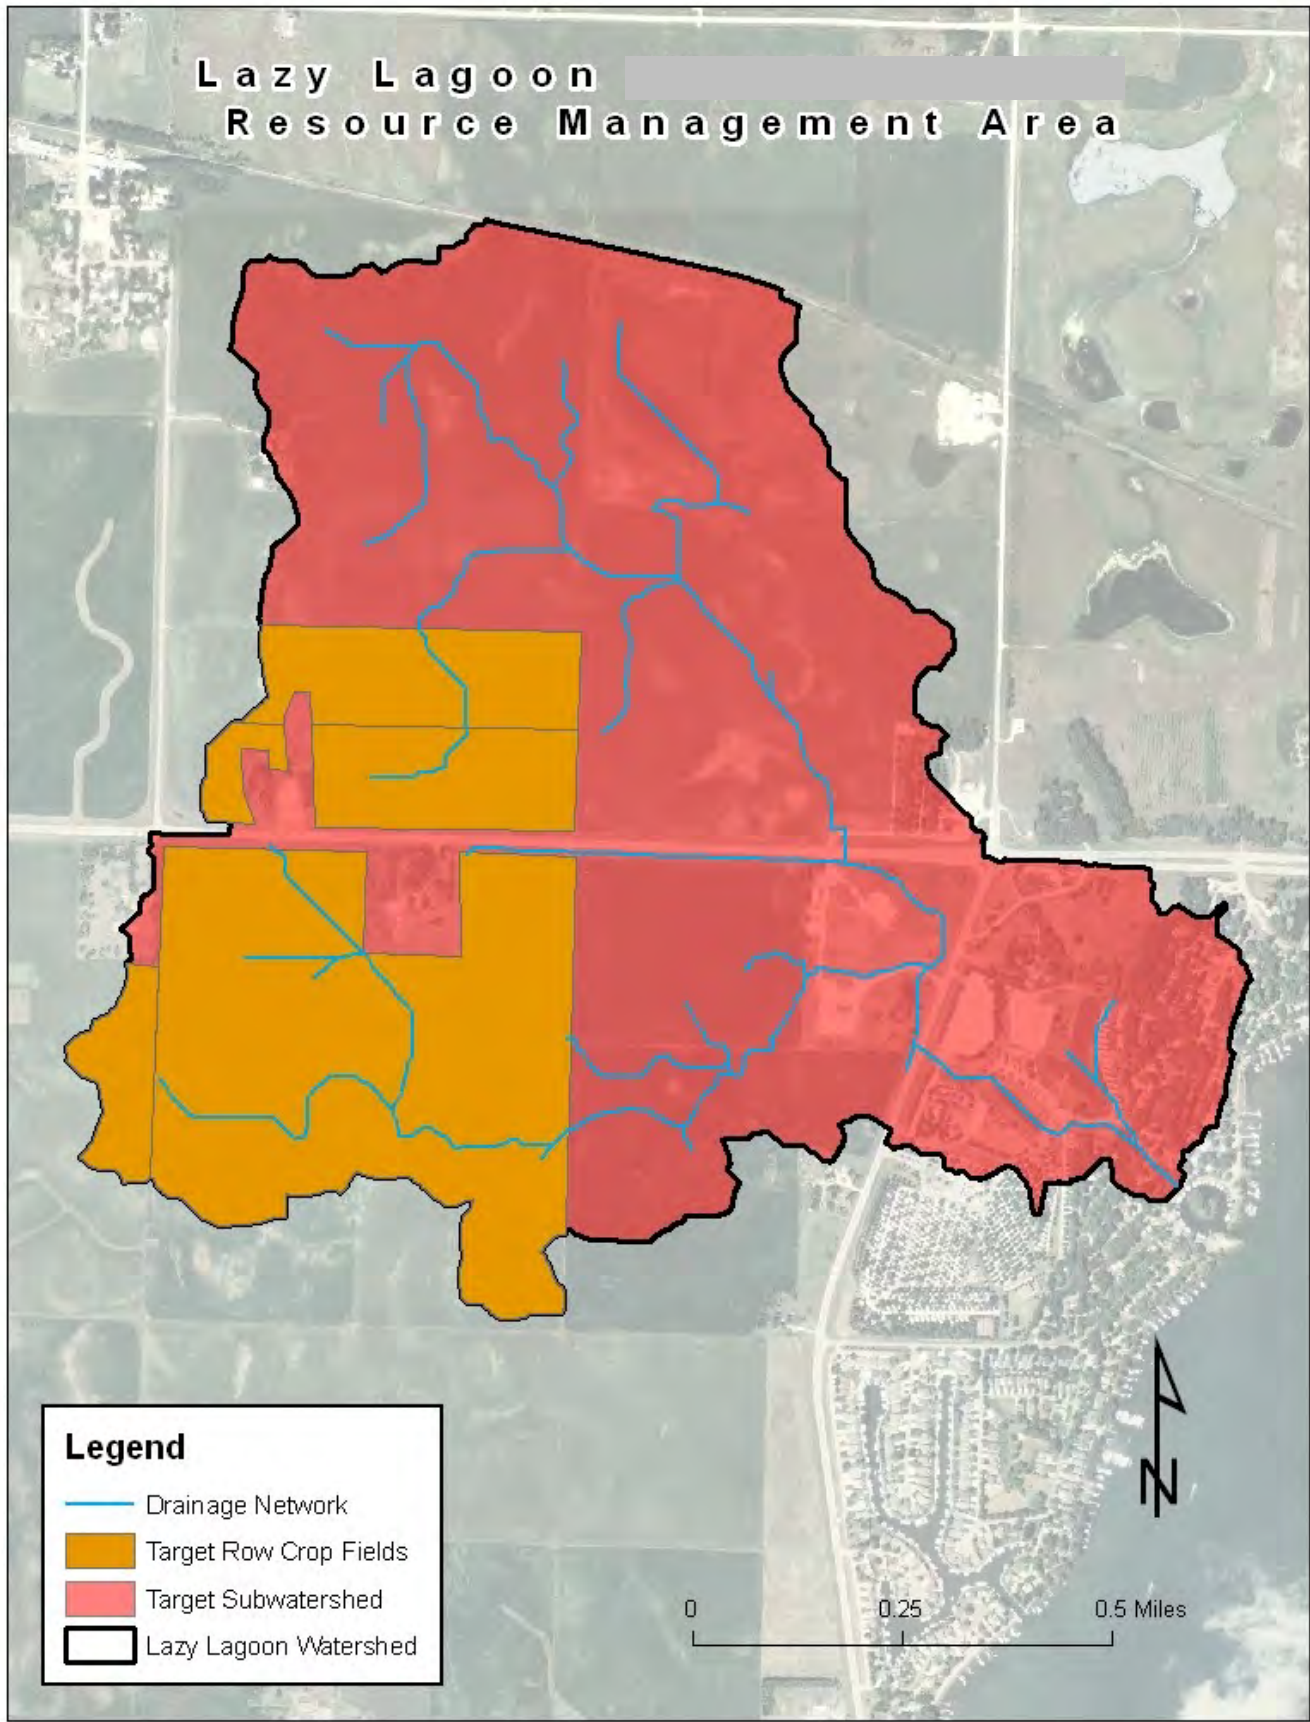 Lazy Lagoon
Resource Management Area
Legend
Drainage Network
Target Row Crop Fields
Target Subwatershed
Lazy Lagoon Watershed
N
0 0.25 0.5 Miles